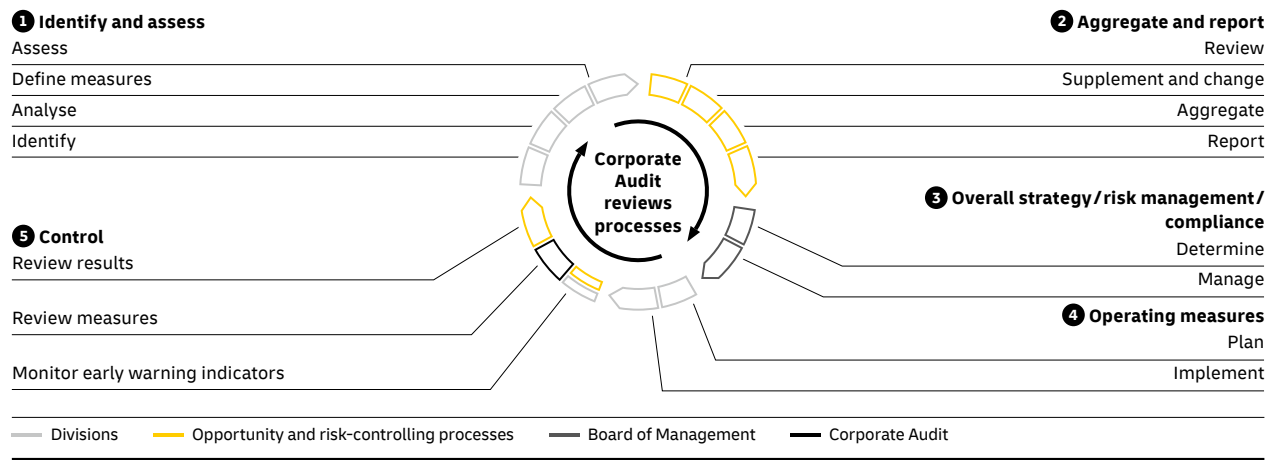 1 Identify and assess
Assess
Define measures
Analyse
Identify
2 Aggregate and report
Review
Supplement and change
Aggregate
Report
Corporate
Audit
reviews
processes
3 Overall strategy/risk management/
compliance
Determine
Manage
4 Operating measures
Plan
Implement
5 Control
Review results
Review measures
Monitor early warning indicators
Divisions
Opportunity and risk-controlling processes
Board of Management
Corporate Audit